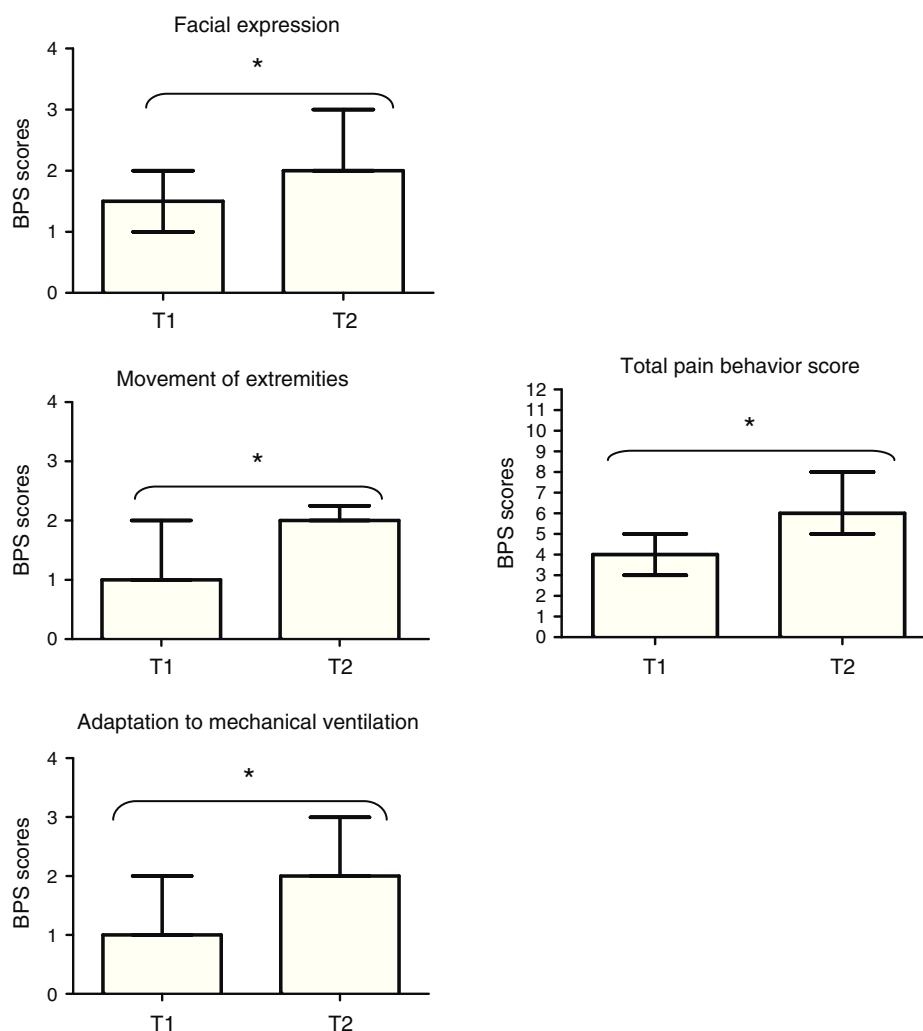 Facial expression
4
*
3
BPS scores
2
1
0
T1 T2
Movement of extremities
4
3
*
BPS scores
2
1
0
T1 T2
Total pain behavior score
12
11
10
*
9
8
7
BPS scores
6
5
4
3
2
1
0
T1 T2
Adaptation to mechanical ventilation
4
*
3
BPS scores
2
1
0
T1 T2